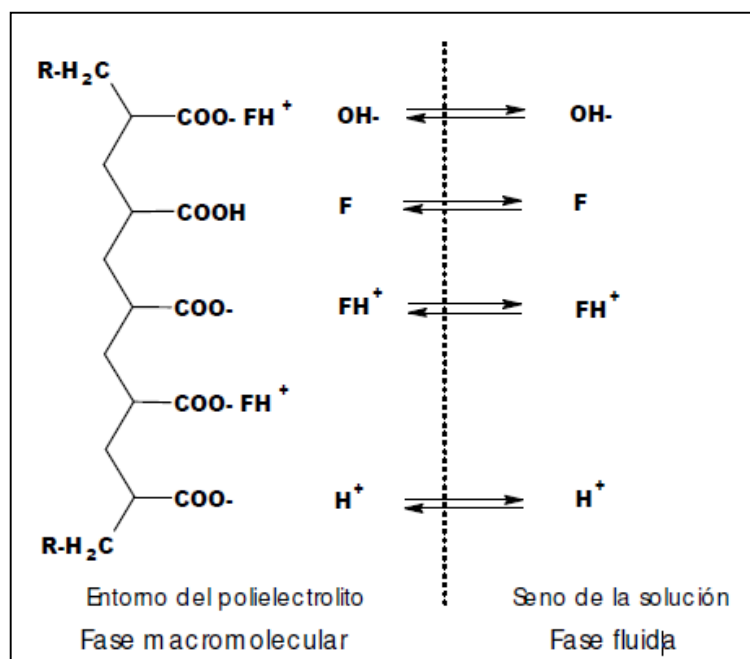 R-H₂C
COO- FH⁺ OH- OH-
COOH F F
COO- FH⁺ FH⁺
COO- FH⁺
COO- H⁺ H⁺
R-H₂C
Entorno del polielectrolito Seno de la solución
Fase macromolecular Fase fluida